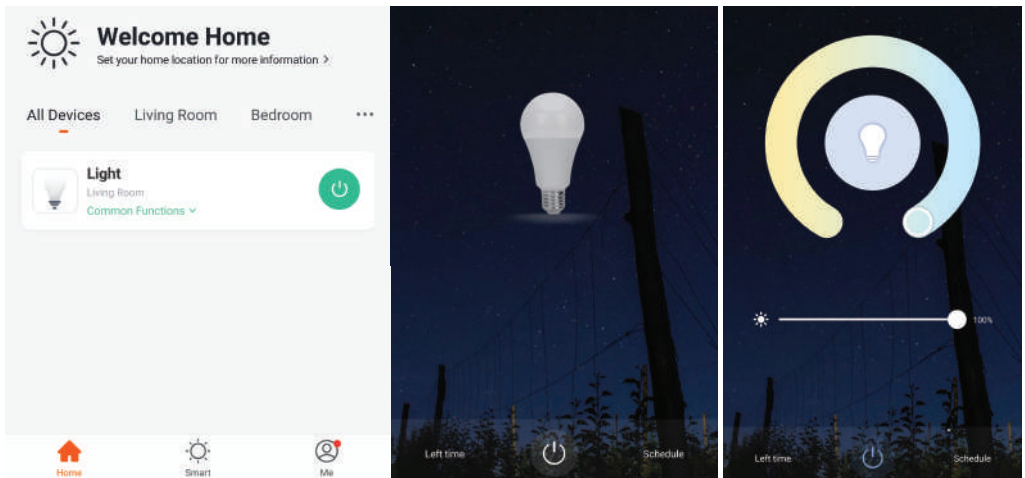 Welcome Home
Set your home location for more information >
All Devices Living Room Bedroom
Light
Living Room
Common Functions
Home Smart Me
Left time Schedule
100%
Left time Schedule